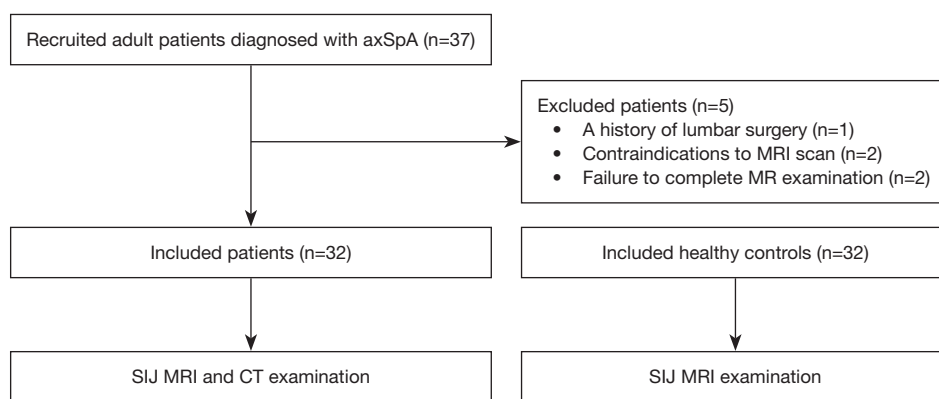 Recruited adult patients diagnosed with axSpA (n=37)
Excluded patients (n=5)
• A history of lumbar surgery (n=1)
• Contraindications to MRI scan (n=2)
• Failure to complete MR examination (n=2)
Included patients (n=32)
Included healthy controls (n=32)
SIJ MRI and CT examination
SIJ MRI examination